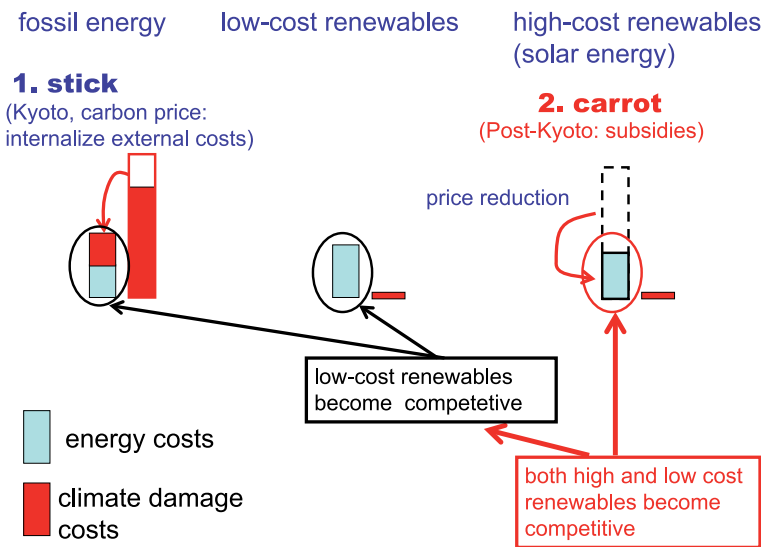 fossil energy
low-cost renewables
high-cost renewables
(solar energy)
1. stick
(Kyoto, carbon price:
internalize external costs)
2. carrot
(Post-Kyoto: subsidies)
price reduction
low-cost renewables
become competetive
energy costs
climate damage
costs
both high and low cost
renewables become
competitive